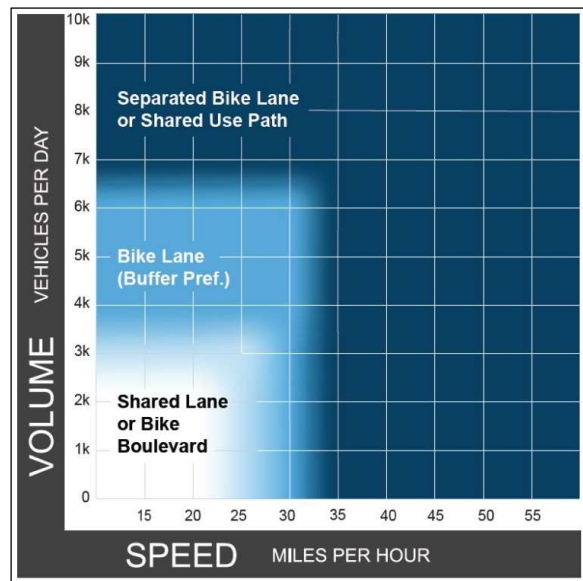 10k
9k
8k
7k
6k
5k
4k
3k
2k
1k
0
VOLUME VEHICLES PER DAY
Separated Bike Lane
or Shared Use Path
Bike Lane
(Buffer Pref.)
Shared Lane
or Bike
Boulevard
15 20 25 30 35 40 45 50 55
SPEED MILES PER HOUR